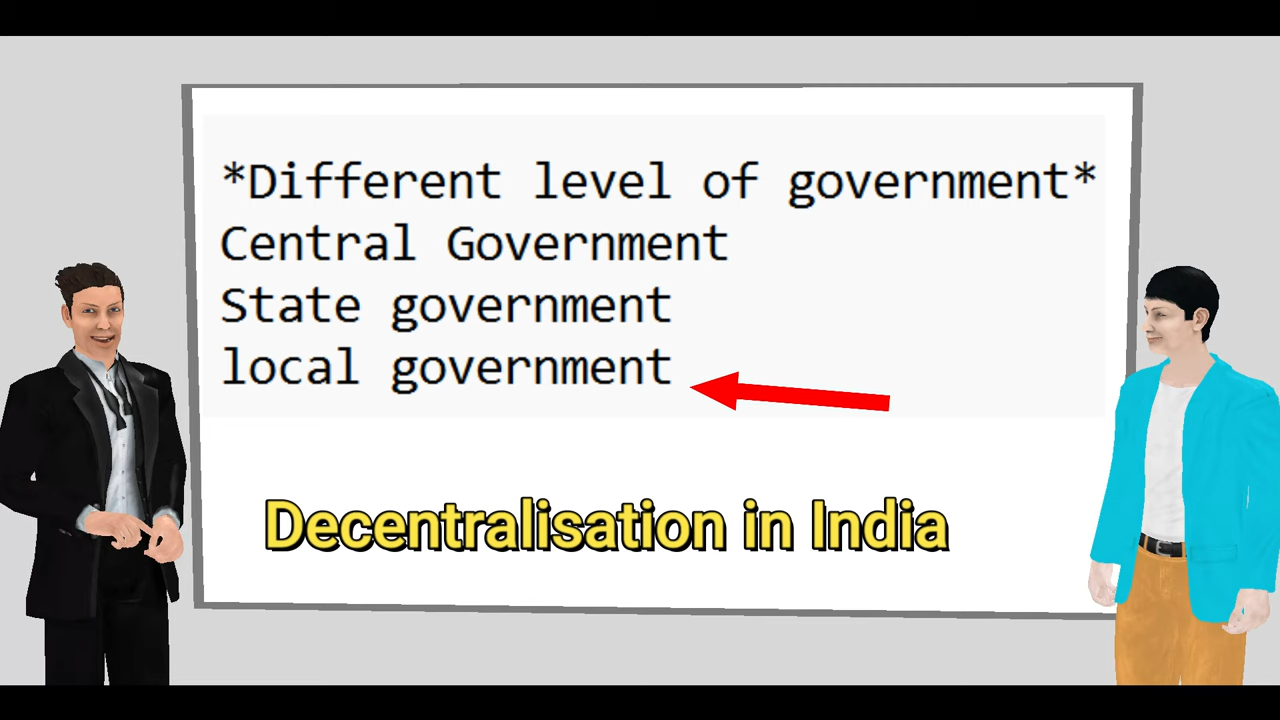 *Different level of government*
Central Government
State government
local government
Decentralisation in India